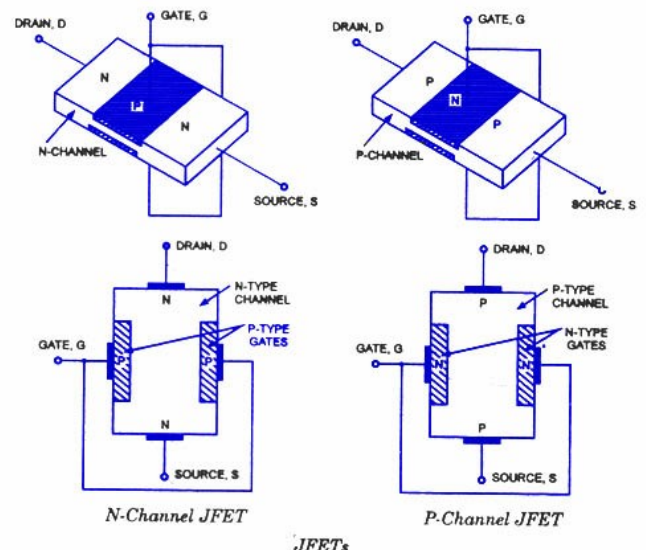 GATE, G
DRAIN, D
N
P
N
N-CHANNEL
SOURCE, S
GATE, G
DRAIN, D
P
N
P
P-CHANNEL
SOURCE, S
DRAIN, D
N
N-TYPE
CHANNEL
P-TYPE
GATES
GATE, G
P
P
N
SOURCE, S
N-Channel JFET
DRAIN, D
P
P-TYPE
CHANNEL
N-TYPE
GATES
GATE, G
N
N
P
SOURCE, S
P-Channel JFET
JFETs